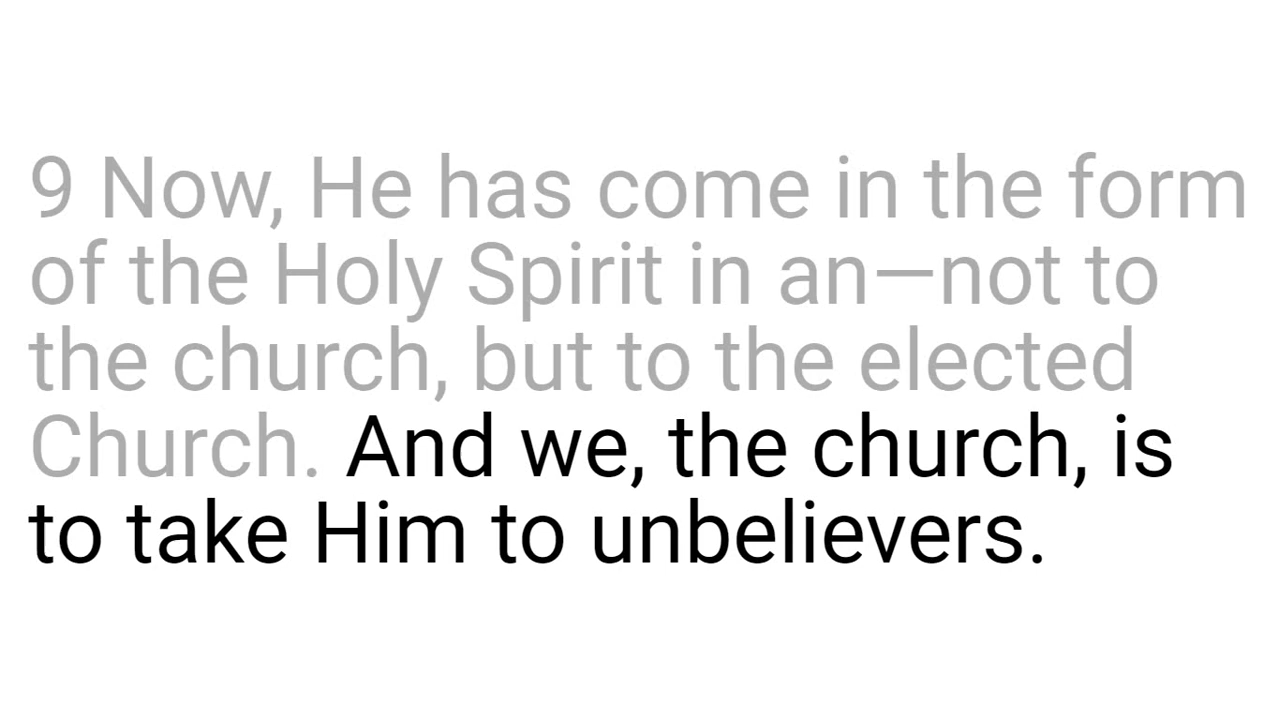 9 Now, He has come in the form
of the Holy Spirit in an—not to
the church, but to the elected
Church. And we, the church, is
to take Him to unbelievers.